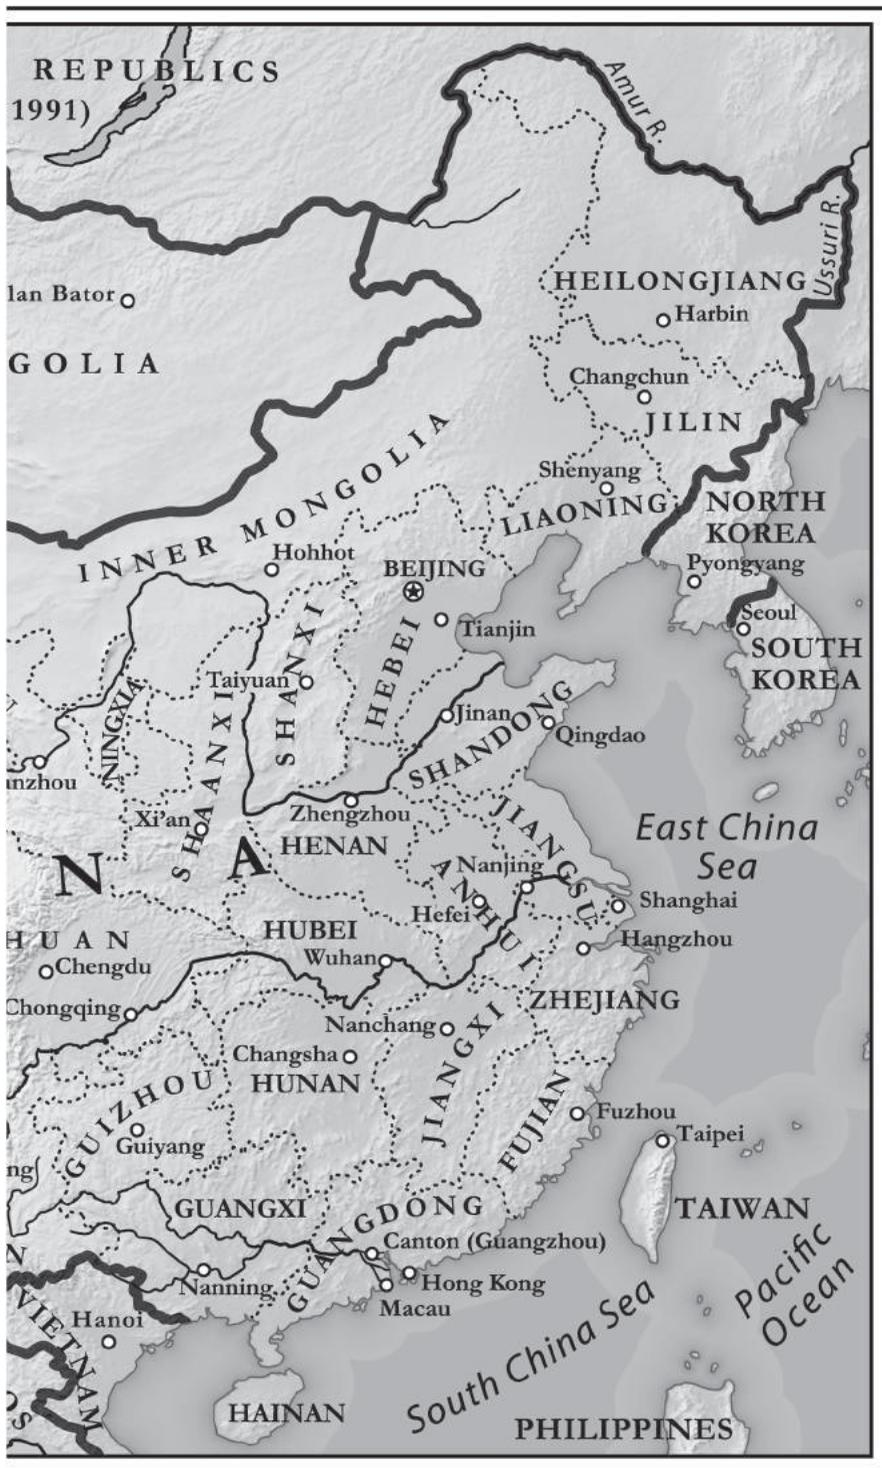 REPUBLICS
1991)
Amur R.
Ussuri R.
HEILONGJIANG
lan Bator
Harbin
GOLIA
Changchun
JILIN
INNER MONGOLIA
Shenyang
LIAONING
NORTH
KOREA
Hohhot
BEIJING
Pyongyang
Seoul
Tianjin
SOUTH
KOREA
HEBEI
SHANXI
Taiyuan
NINGXIA
SHAANXI
Jinan
SHANDONG
Qingdao
anzhou
Xi'an
Zhengzhou
HENAN
JIANGSU
East China
Sea
N A
Nanjing
ANHUI
Hefei
Shanghai
HUBEI
Hangzhou
HUAN
Wuhan
Chengdu
ZHEJIANG
Chongqing
Nanchang
JIANGXI
Changsha
HUNAN
GUIZHOU
FUJIAN
Fuzhou
Guiyang
Taipei
ng
GUANGXI
GUANGDONG
TAIWAN
Canton (Guangzhou)
N
Nanning
Hong Kong
Macau
Pacific
Ocean
VIETNAM
Hanoi
South China Sea
OS
HAINAN
PHILIPPINES